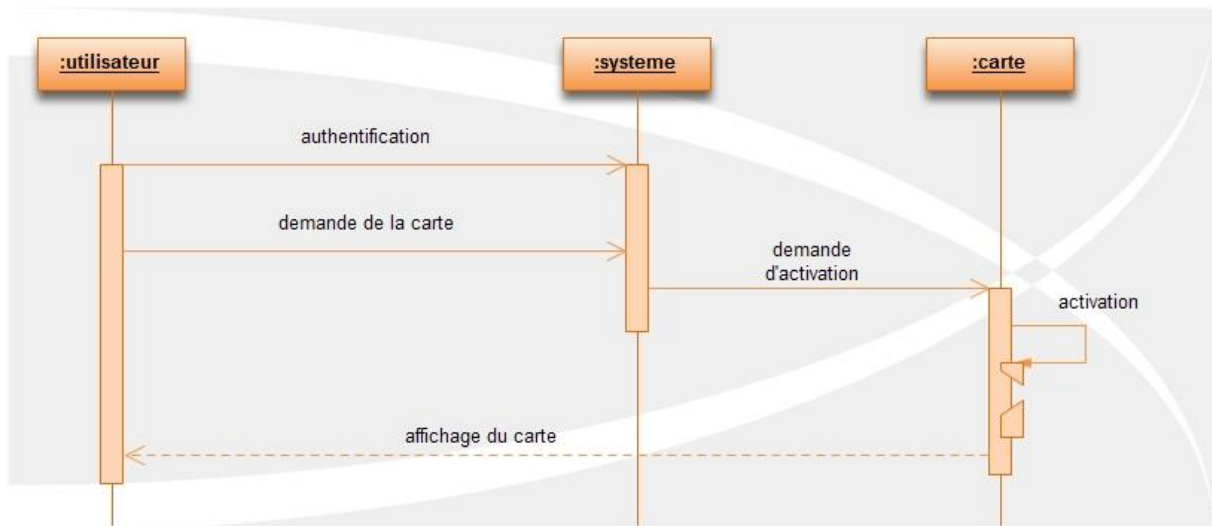 :utilisateur
:systeme
:carte
authentification
demande de la carte
demande
d'activation
activation
affichage du carte